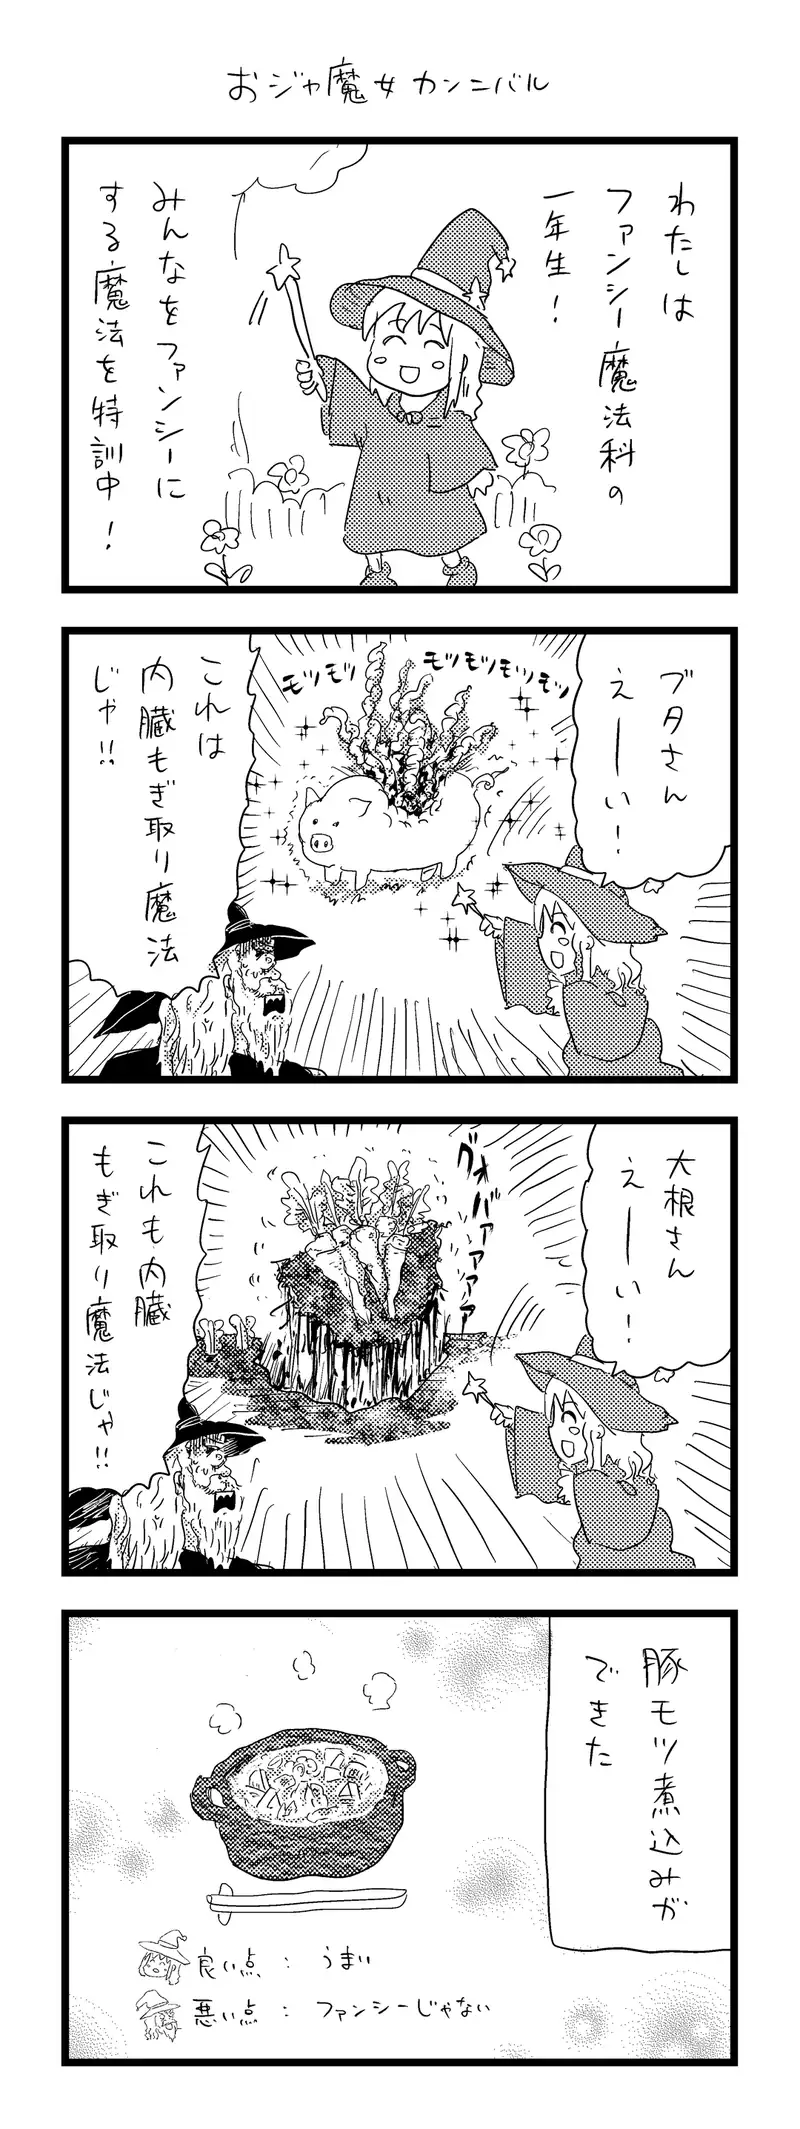 おジャ魔女カンニバル
わたしは
ファンシー魔法科の
一年生！
みんなをファンシーに
する魔法を特訓中！
ブタさん
えーい！
モツモツモツモツ
モツモツ
これは
内臓もぎ取り魔法
じゃ!!
大根さん
えーい！
グオバァァァァァ
これも内臓
もぎ取り魔法じゃ!!
豚モツ煮込みが
できた
良い点：うまい
悪い点：ファンシーじゃない